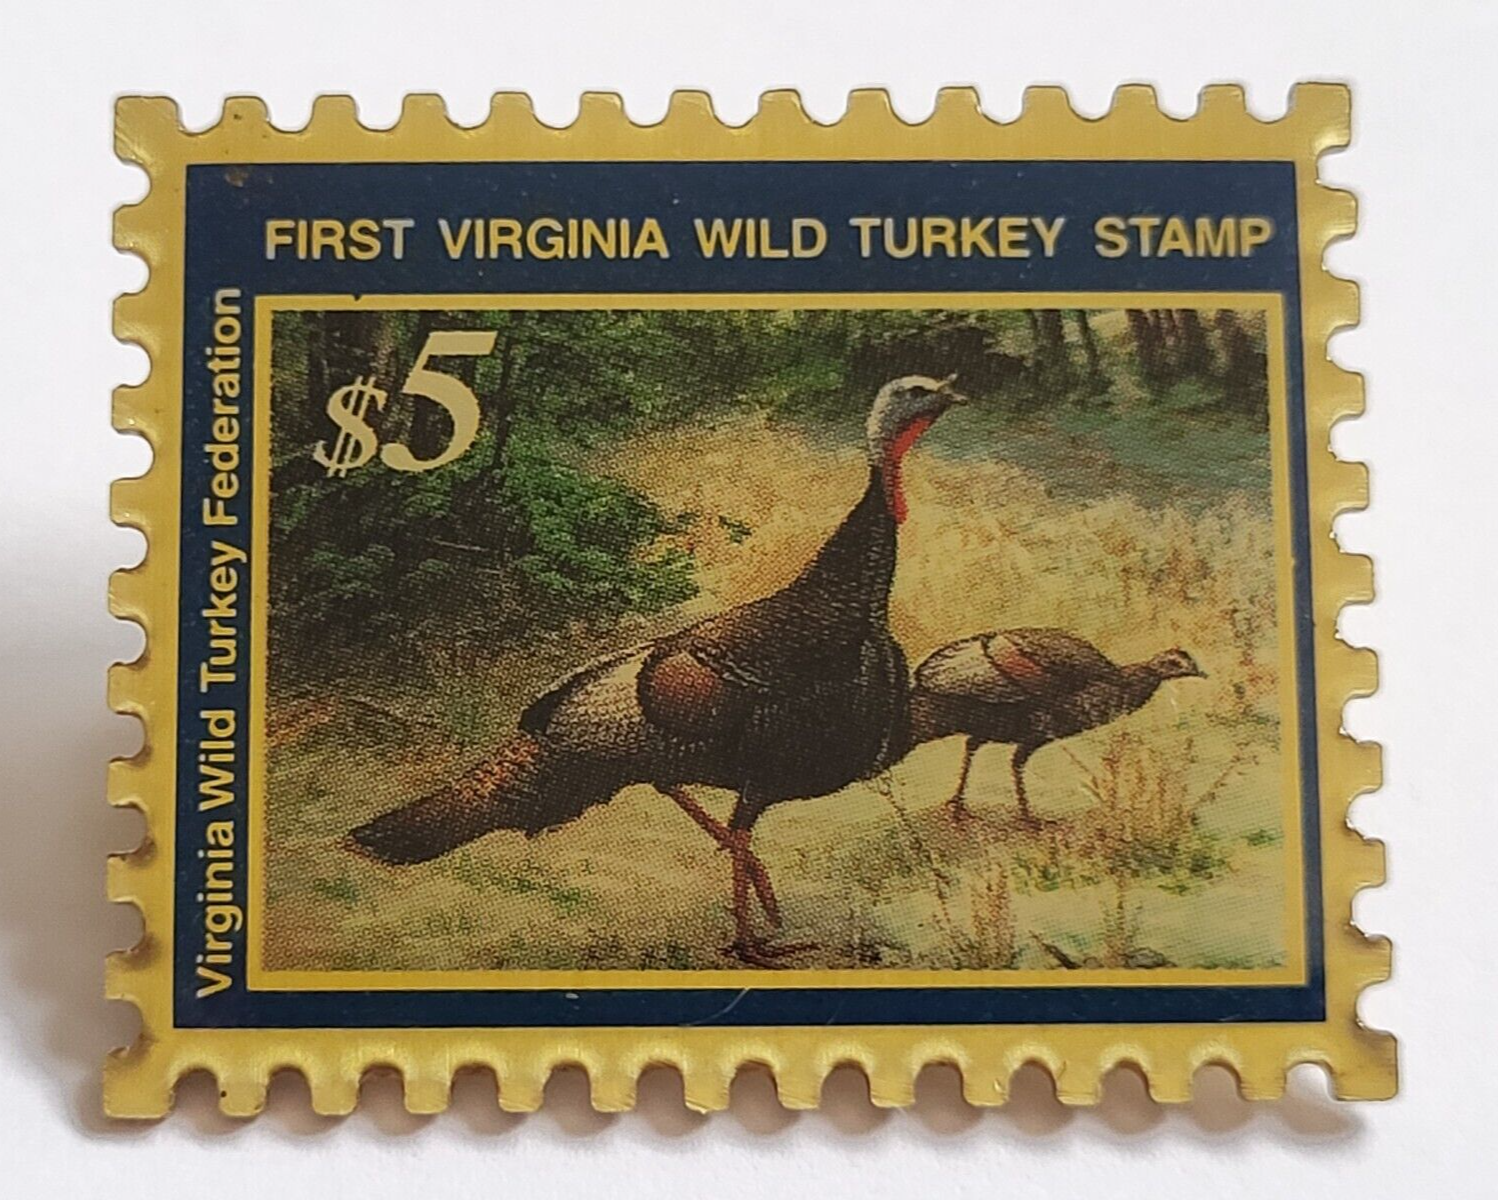 FIRST VIRGINIA WILD TURKEY STAMP
Virginia Wild Turkey Federation
$5